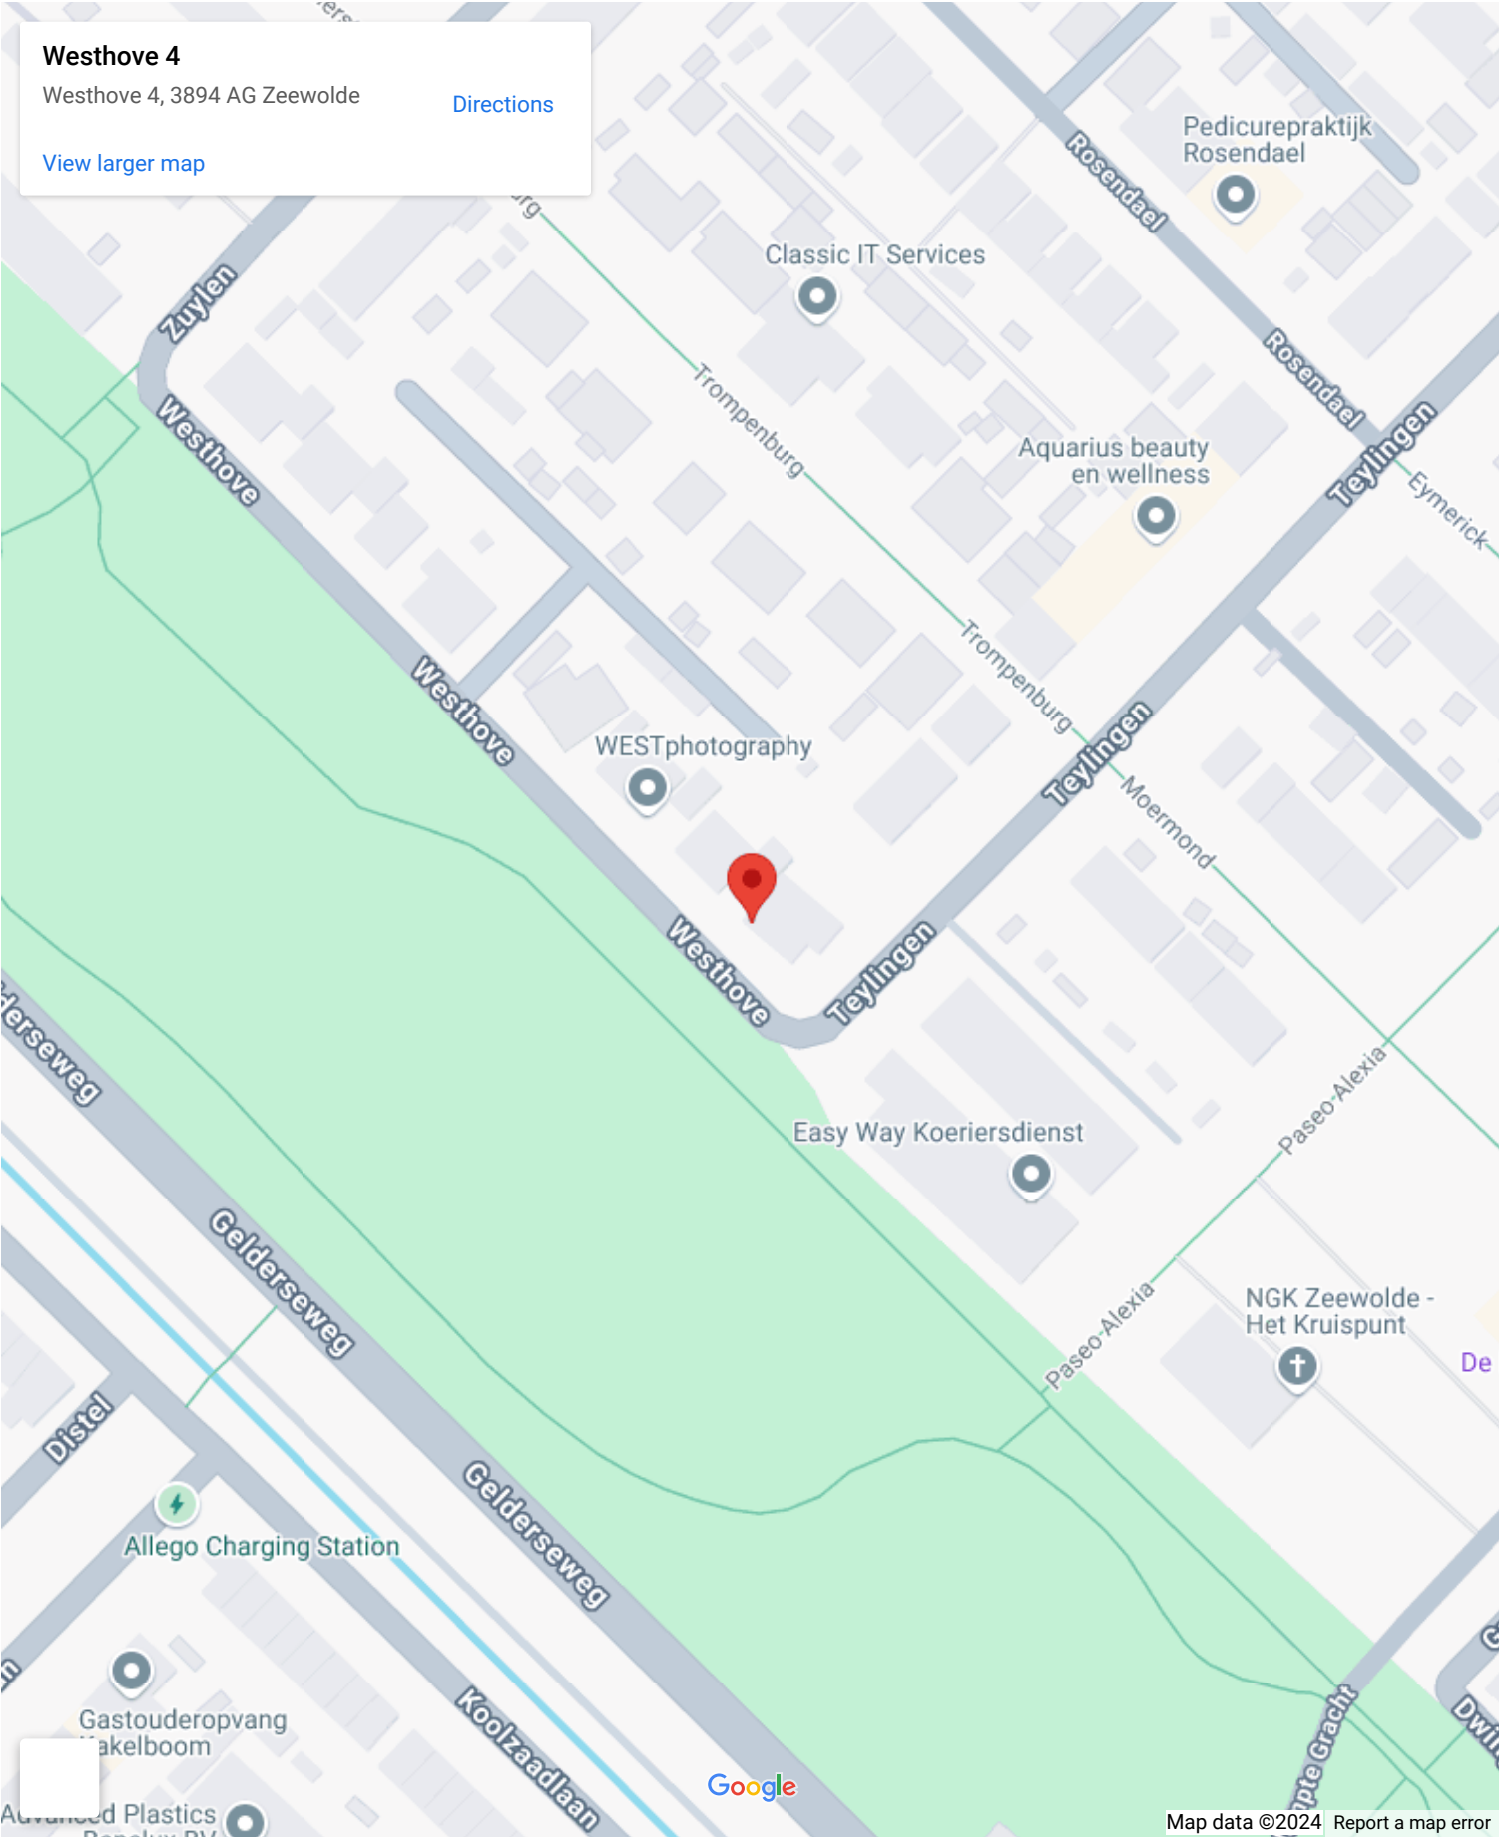 Westhove 4
Westhove 4, 3894 AG Zeewolde
Directions
View larger map
Pedicurepraktijk
Rosendael
Rosendael
Classic IT Services
Zuylen
Rosendael
Trompenburg
Teylingen
Westhove
Aquarius beauty
en wellness
Eymerick
Trompenburg
Westhove
Teylingen
WESTphotography
Moermond
Westhove
Teylingen
Easy Way Koeriersdienst
Paseo Alexia
Gelderseweg
NGK Zeewolde -
Het Kruispunt
Paseo Alexia
De
Distel
Gelderseweg
Allego Charging Station
Gastouderopvang
Kakelboom
Koolzaadlaan
Google
Advanced Plastics
Map data ©2024
Report a map error